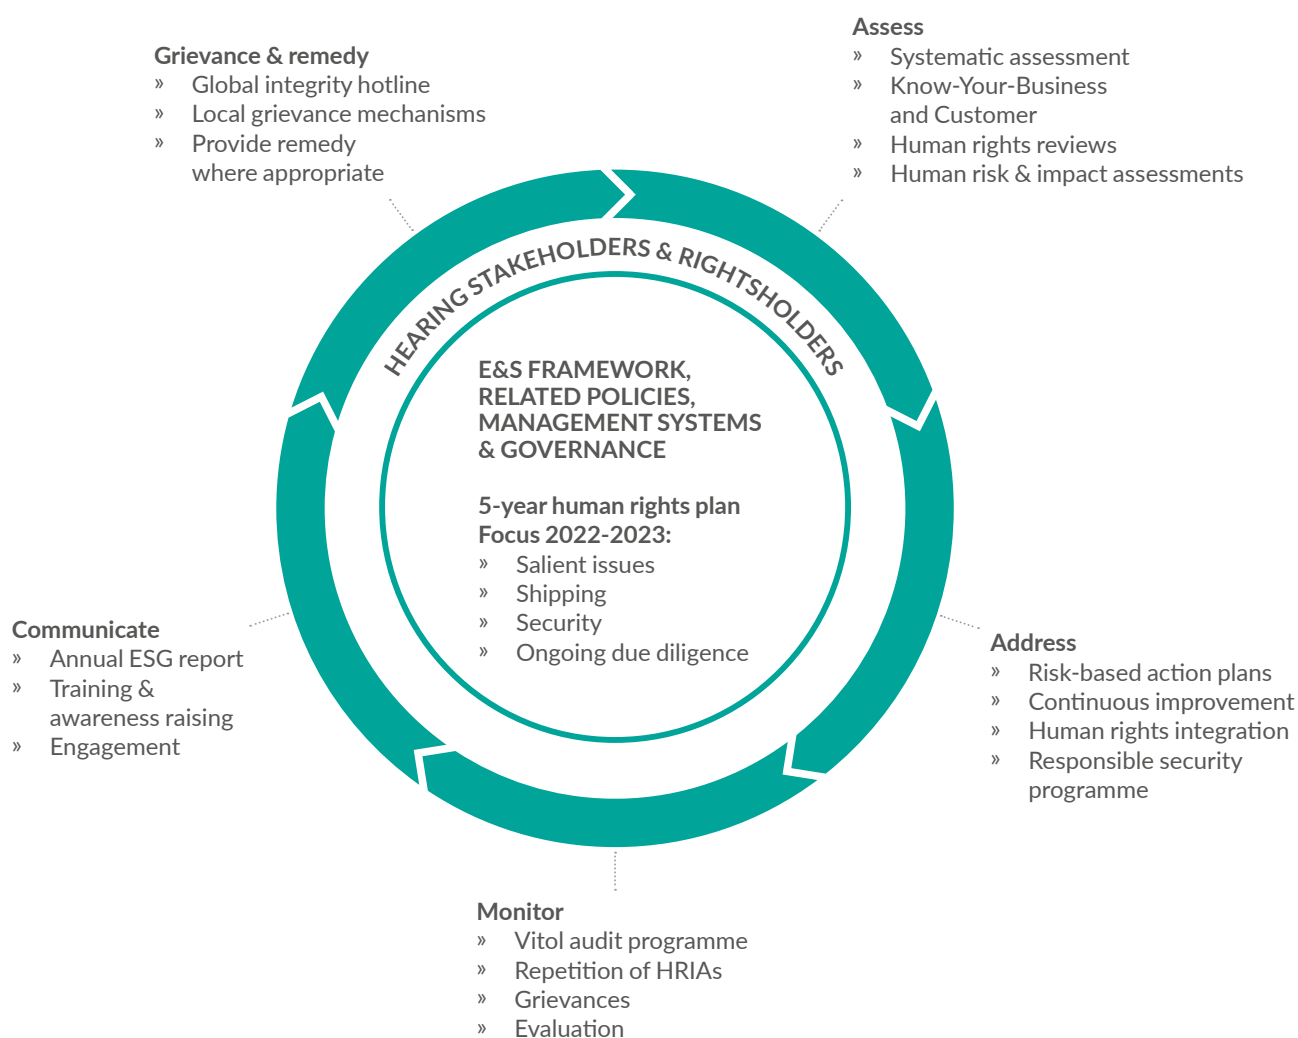 Grievance & remedy
» Global integrity hotline
» Local grievance mechanisms
» Provide remedy
where appropriate
Assess
» Systematic assessment
» Know-Your-Business
and Customer
» Human rights reviews
» Human risk & impact assessments
HEARING STAKEHOLDERS & RIGHTSHOLDERS
E&S FRAMEWORK,
RELATED POLICIES,
MANAGEMENT SYSTEMS
& GOVERNANCE
5-year human rights plan
Focus 2022-2023:
» Salient issues
» Shipping
» Security
» Ongoing due diligence
Communicate
» Annual ESG report
» Training &
awareness raising
» Engagement
Address
» Risk-based action plans
» Continuous improvement
» Human rights integration
» Responsible security
programme
Monitor
» Vitol audit programme
» Repetition of HRIAs
» Grievances
» Evaluation